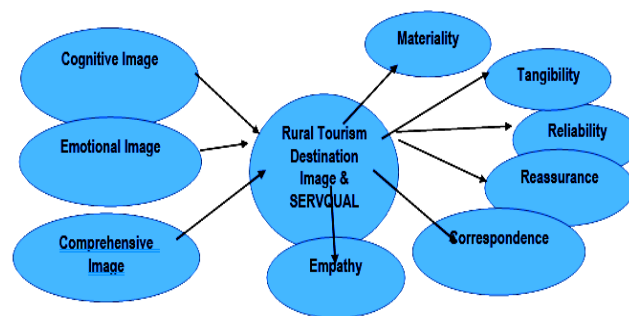 Cognitive Image
Emotional Image
Comprehensive
Image
Rural Tourism
Destination
Image &
SERVQUAL
Materiality
Tangibility
Reliability
Reassurance
Correspondence
Empathy